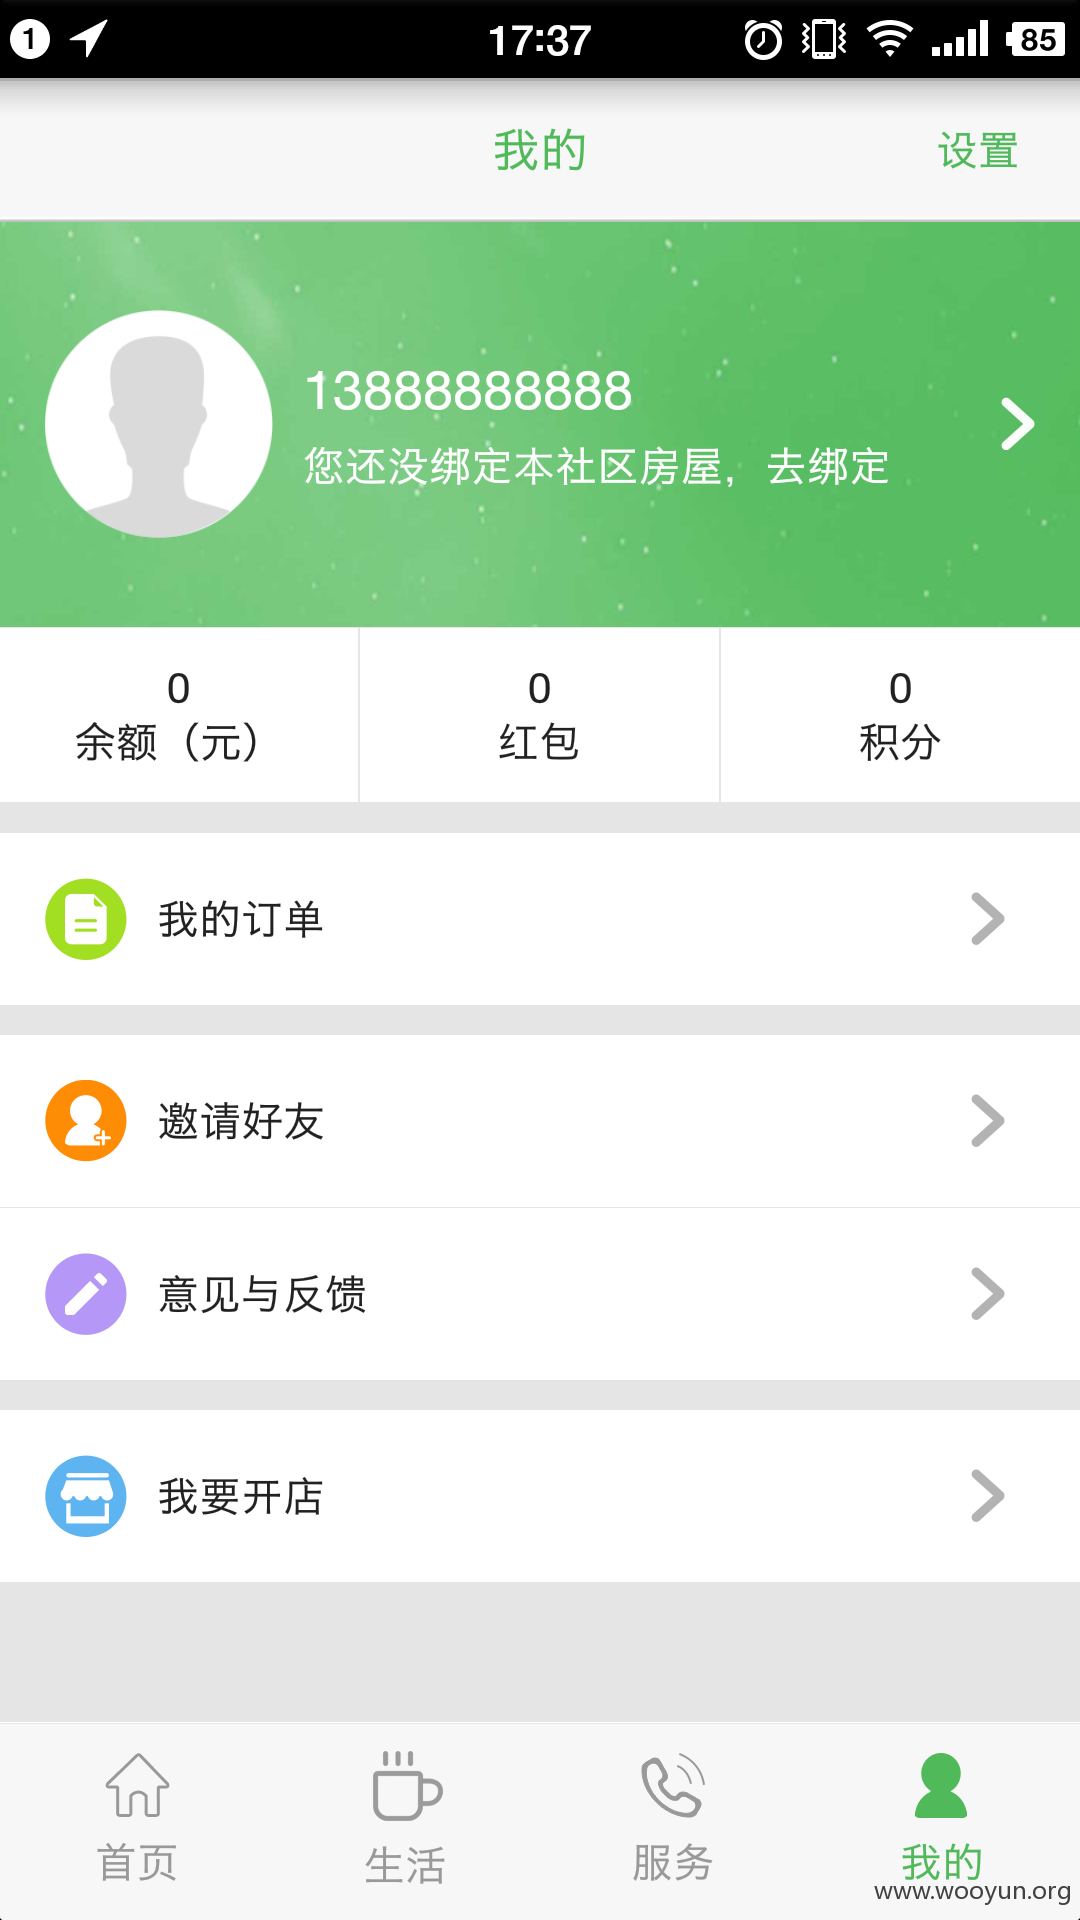 1
17:37
85
我的
设置
13888888888
您还没绑定本社区房屋，去绑定
0
余额（元）
0
红包
0
积分
我的订单
邀请好友
意见与反馈
我要开店
首页
生活
服务
我的
www.wooyun.org